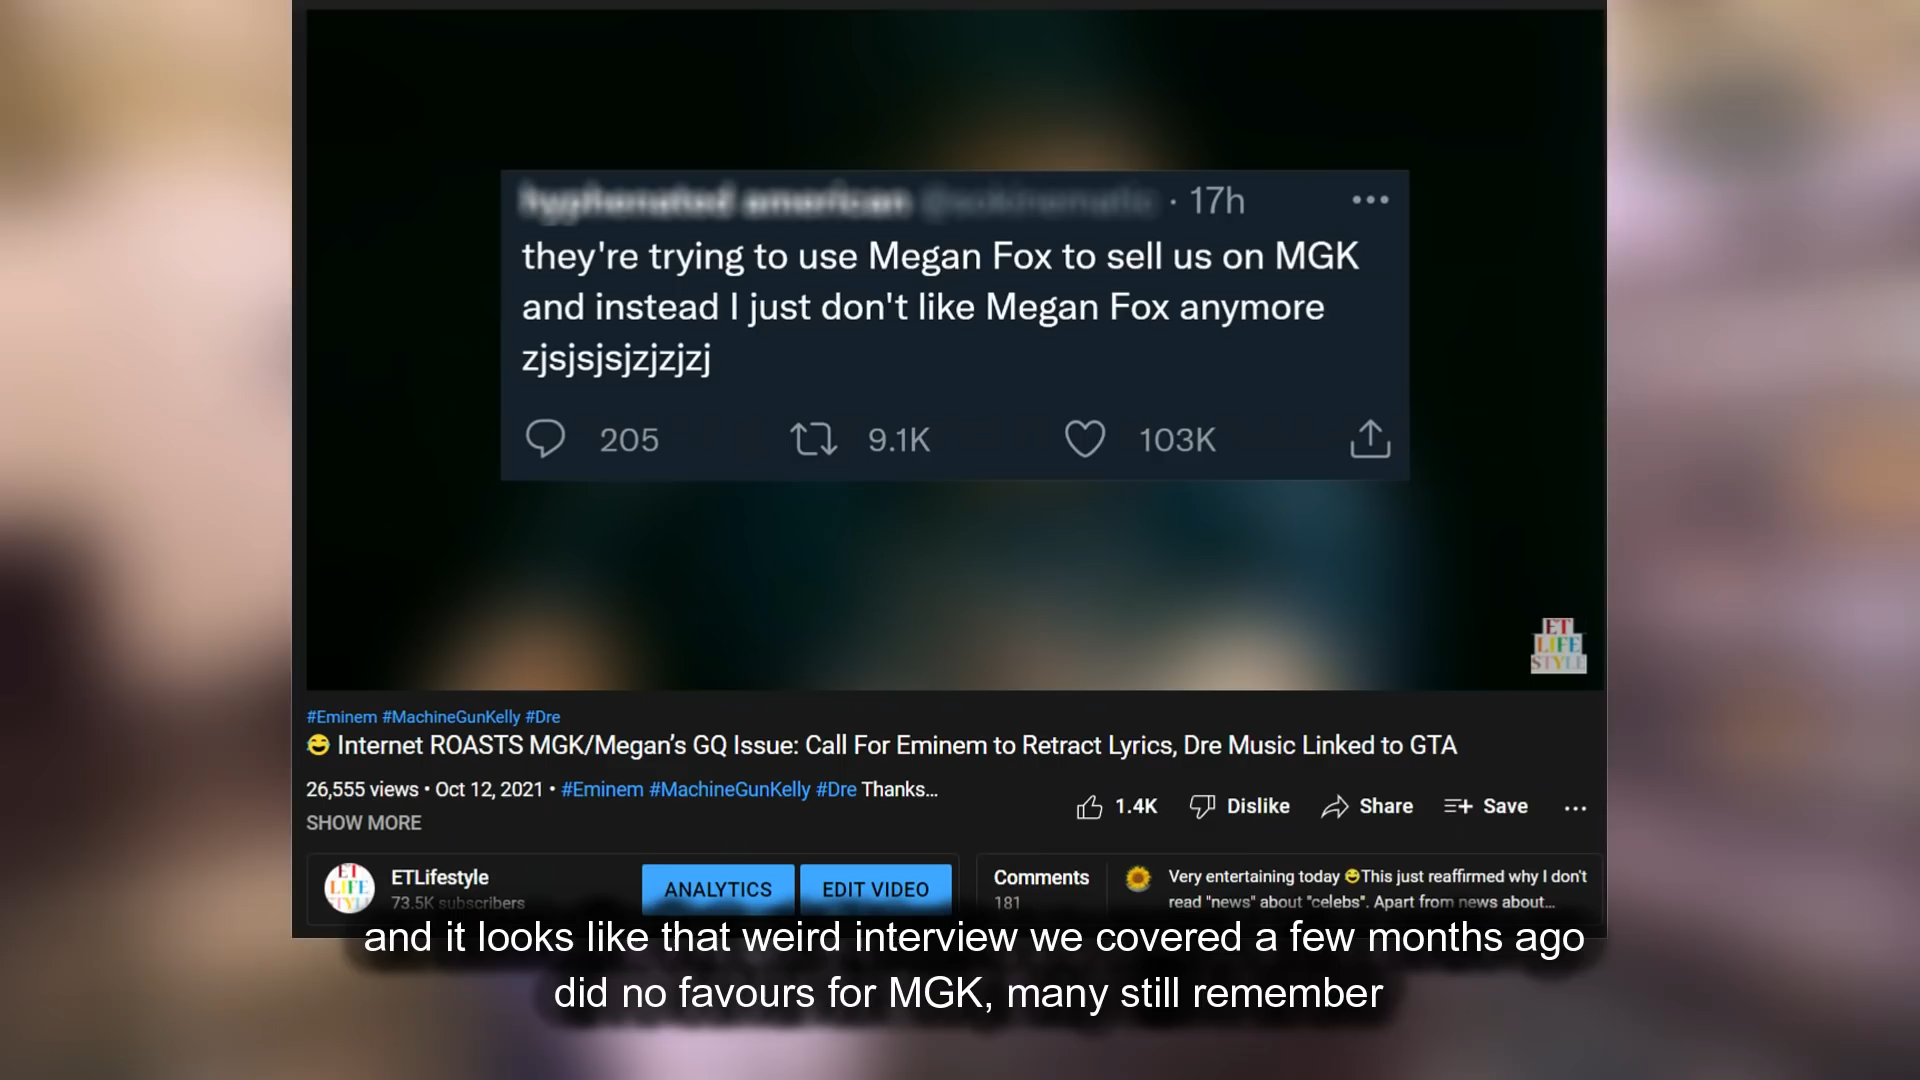 · 17h
they're trying to use Megan Fox to sell us on MGK
and instead I just don't like Megan Fox anymore
zjsjsjsjzjzjzj
205 9.1K 103K
ET
LIFE
STYLE
#Eminem #MachineGunKelly #Dre
😂 Internet ROASTS MGK/Megan’s GQ Issue: Call For Eminem to Retract Lyrics, Dre Music Linked to GTA
26,555 views • Oct 12, 2021 • #Eminem #MachineGunKelly #Dre Thanks...
SHOW MORE
1.4K Dislike Share Save
ET
LIFE
STYLE
ETLifestyle
73.5K subscribers
ANALYTICS EDIT VIDEO
Comments
181
Very entertaining today 😂This just reaffirmed why I don't
read "news" about "celebs". Apart from news about...
and it looks like that weird interview we covered a few months ago
did no favours for MGK, many still remember